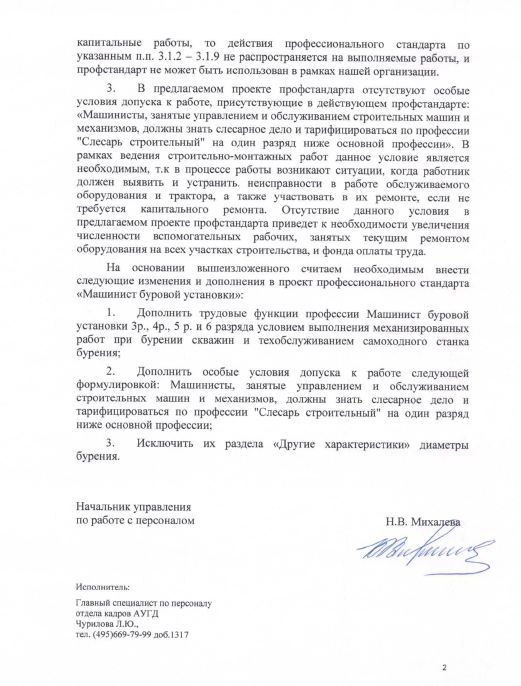 капитальные работы, то действия профессионального стандарта по
указанным п.п. 3.1.2 – 3.1.9 не распространяется на выполняемые работы, и
профстандарт не может быть использован в рамках нашей организации.
3. В предлагаемом проекте профстандарта отсутствуют особые
условия допуска к работе, присутствующие в действующем профстандарте:
«Машинисты, занятые управлением и обслуживанием строительных машин и
механизмов, должны знать слесарное дело и тарифицироваться по профессии
"Слесарь строительный" на один разряд ниже основной профессии». В
рамках ведения строительно-монтажных работ данное условие является
необходимым, т.к в процессе работы возникают ситуации, когда работник
должен выявить и устранить. неисправности в работе обслуживаемого
оборудования и трактора, а также участвовать в их ремонте, если не
требуется капитального ремонта. Отсутствие данного условия в
предлагаемом проекте профстандарта приведет к необходимости увеличения
численности вспомогательных рабочих, занятых текущим ремонтом
оборудования на всех участках строительства, и фонда оплаты труда.
На основании вышеизложенного считаем необходимым внести
следующие изменения и дополнения в проект профессионального стандарта
«Машинист буровой установки»:
1. Дополнить трудовые функции профессии Машинист буровой
установки 3р., 4р., 5 р. и 6 разряда условием выполнения механизированных
работ при бурении скважин и техобслуживанием самоходного станка
бурения;
2. Дополнить особые условия допуска к работе следующей
формулировкой: Машинисты, занятые управлением и обслуживанием
строительных машин и механизмов, должны знать слесарное дело и
тарифицироваться по профессии "Слесарь строительный" на один разряд
ниже основной профессии;
3. Исключить их раздела «Другие характеристики» диаметры
бурения.
Начальник управления
по работе с персоналом Н.В. Михалева
Исполнитель:
Главный специалист по персоналу
отдела кадров АУГД
Чурилова Л.Ю.,
тел. (495)669-79-99 доб.1317
2